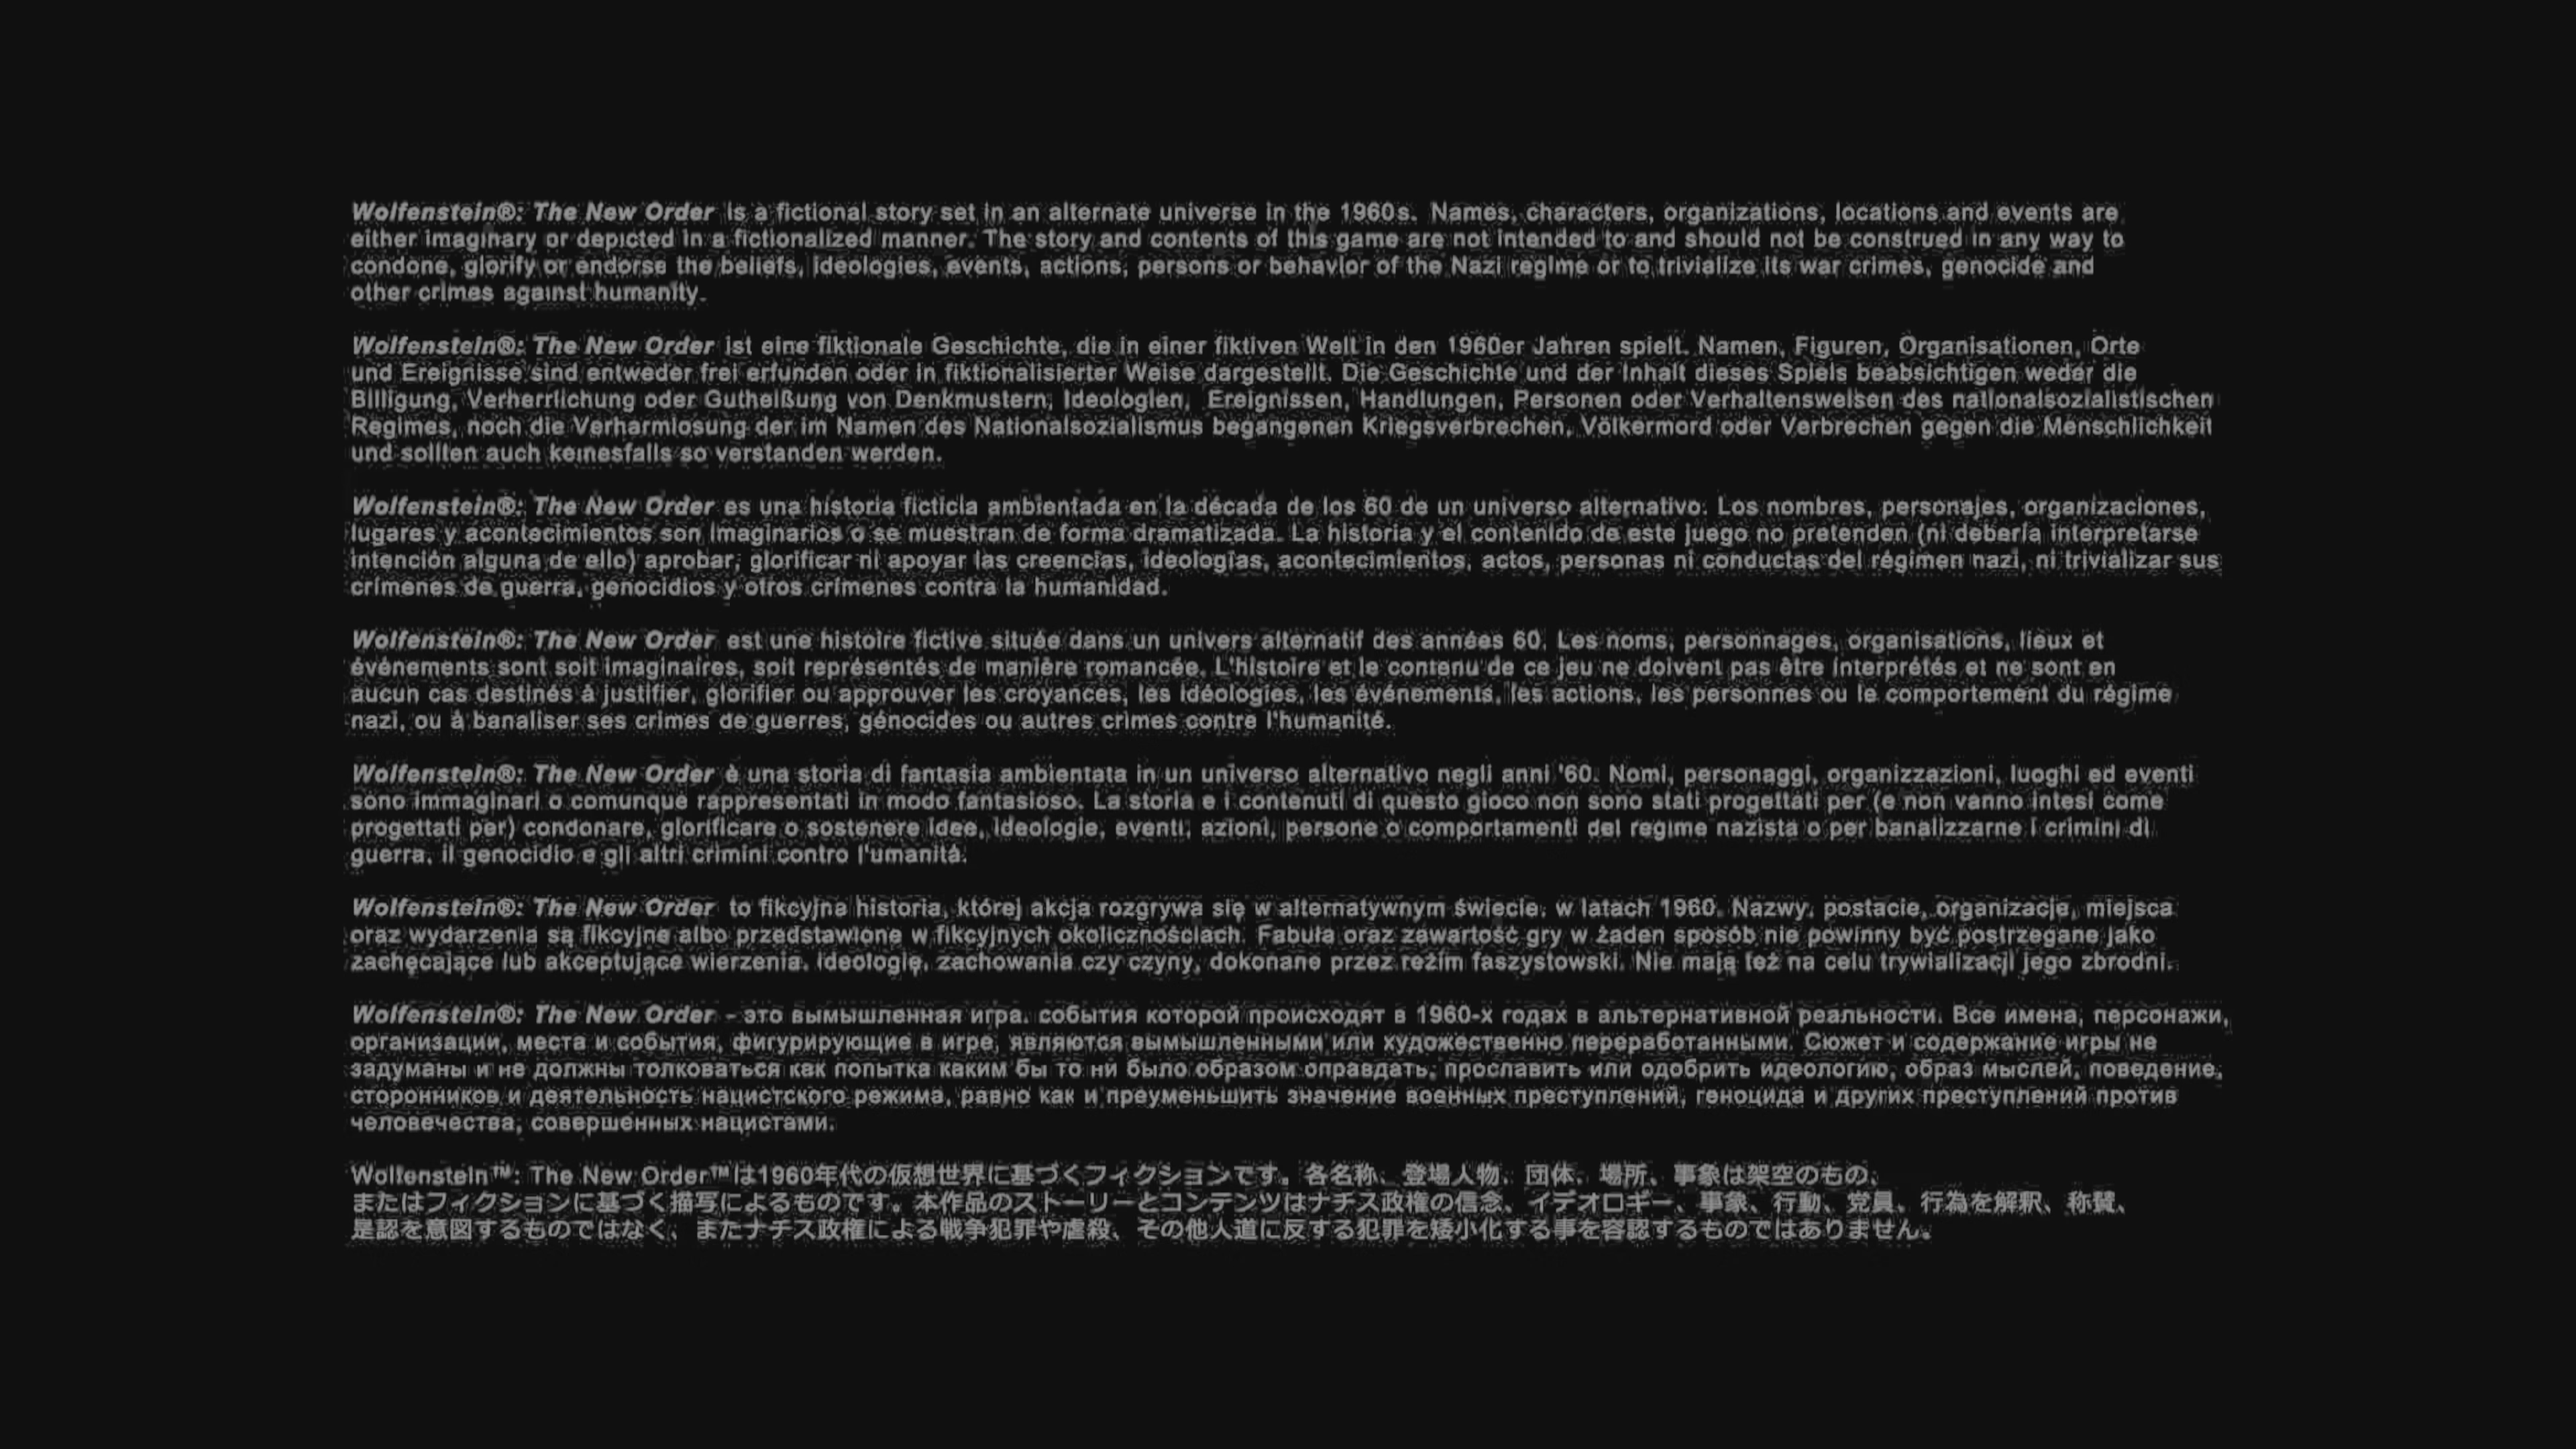 Wolfenstein®: The New Order is a fictional story set in an alternate universe in the 1960s. Names, characters, organizations, locations and events are
either imaginary or depicted in a fictionalized manner. The story and contents of this game are not intended to and should not be construed in any way to
condone, glorify or endorse the beliefs, ideologies, events, actions, persons or behavior of the Nazi regime or to trivialize its war crimes, genocide and
other crimes against humanity.
Wolfenstein®: The New Order ist eine fiktionale Geschichte, die in einer fiktiven Welt in den 1960er Jahren spielt. Namen, Figuren, Organisationen, Orte
und Ereignisse sind entweder frei erfunden oder in fiktionalisierter Weise dargestellt. Die Geschichte und der Inhalt dieses Spiels beabsichtigen weder die
Billigung, Verherrlichung oder Gutheißung von Denkmustern, Ideologien, Ereignissen, Handlungen, Personen oder Verhaltensweisen des nationalsozialistischen
Regimes, noch die Verharmlosung der im Namen des Nationalsozialismus begangenen Kriegsverbrechen, Völkermord oder Verbrechen gegen die Menschlichkeit
und sollten auch keinesfalls so verstanden werden.
Wolfenstein®: The New Order es una historia ficticia ambientada en la década de los 60 de un universo alternativo. Los nombres, personajes, organizaciones,
lugares y acontecimientos son imaginarios o se muestran de forma dramatizada. La historia y el contenido de este juego no pretenden (ni debería interpretarse
intención alguna de ello) aprobar, glorificar ni apoyar las creencias, ideologías, acontecimientos, actos, personas ni conductas del régimen nazi, ni trivializar sus
crímenes de guerra, genocidios y otros crímenes contra la humanidad.
Wolfenstein®: The New Order est une histoire fictive située dans un univers alternatif des années 60. Les noms, personnages, organisations, lieux et
événements sont soit imaginaires, soit représentés de manière romancée. L'histoire et le contenu de ce jeu ne doivent pas être interprétés et ne sont en
aucun cas destinés à justifier, glorifier ou approuver les croyances, les idéologies, les événements, les actions, les personnes ou le comportement du régime
nazi, ou à banaliser ses crimes de guerres, génocides ou autres crimes contre l'humanité.
Wolfenstein®: The New Order è una storia di fantasia ambientata in un universo alternativo negli anni '60. Nomi, personaggi, organizzazioni, luoghi ed eventi
sono immaginari o comunque rappresentati in modo fantasioso. La storia e i contenuti di questo gioco non sono stati progettati per (e non vanno intesi come
progettati per) condonare, glorificare o sostenere idee, ideologie, eventi, azioni, persone o comportamenti del regime nazista o per banalizzarne i crimini di
guerra, il genocidio e gli altri crimini contro l'umanità.
Wolfenstein®: The New Order to fikcyjna historia, której akcja rozgrywa się w alternatywnym świecie, w latach 1960. Nazwy, postacie, organizacje, miejsca
oraz wydarzenia są fikcyjne albo przedstawione w fikcyjnych okolicznościach. Fabuła oraz zawartość gry w żaden sposób nie powinny być postrzegane jako
zachęcające lub akceptujące wierzenia, ideologię, zachowania czy czyny, dokonane przez reżim faszystowski. Nie mają też na celu trywializacji jego zbrodni.
Wolfenstein®: The New Order - это вымышленная игра, события которой происходят в 1960-х годах в альтернативной реальности. Все имена, персонажи,
организации, места и события, фигурирующие в игре, являются вымышленными или художественно переработанными. Сюжет и содержание игры не
задуманы и не должны толковаться как попытка каким бы то ни было образом оправдать, прославить или одобрить идеологию, образ мыслей, поведение,
сторонников и деятельность нацистского режима, равно как и преуменьшить значение военных преступлений, геноцида и других преступлений против
человечества, совершенных нацистами.
Wolfenstein™: The New Order™は1960年代の仮想世界に基づくフィクションです。各名称、登場人物、団体、場所、事象は架空のもの、
またはフィクションに基づく描写によるものです。本作品のストーリーとコンテンツはナチス政権の信念、イデオロギー、事象、行動、党員、行為を解釈、称賛、
是認を意図するものではなく、またナチス政権による戦争犯罪や虐殺、その他人道に反する犯罪を矮小化する事を容認するものではありません。